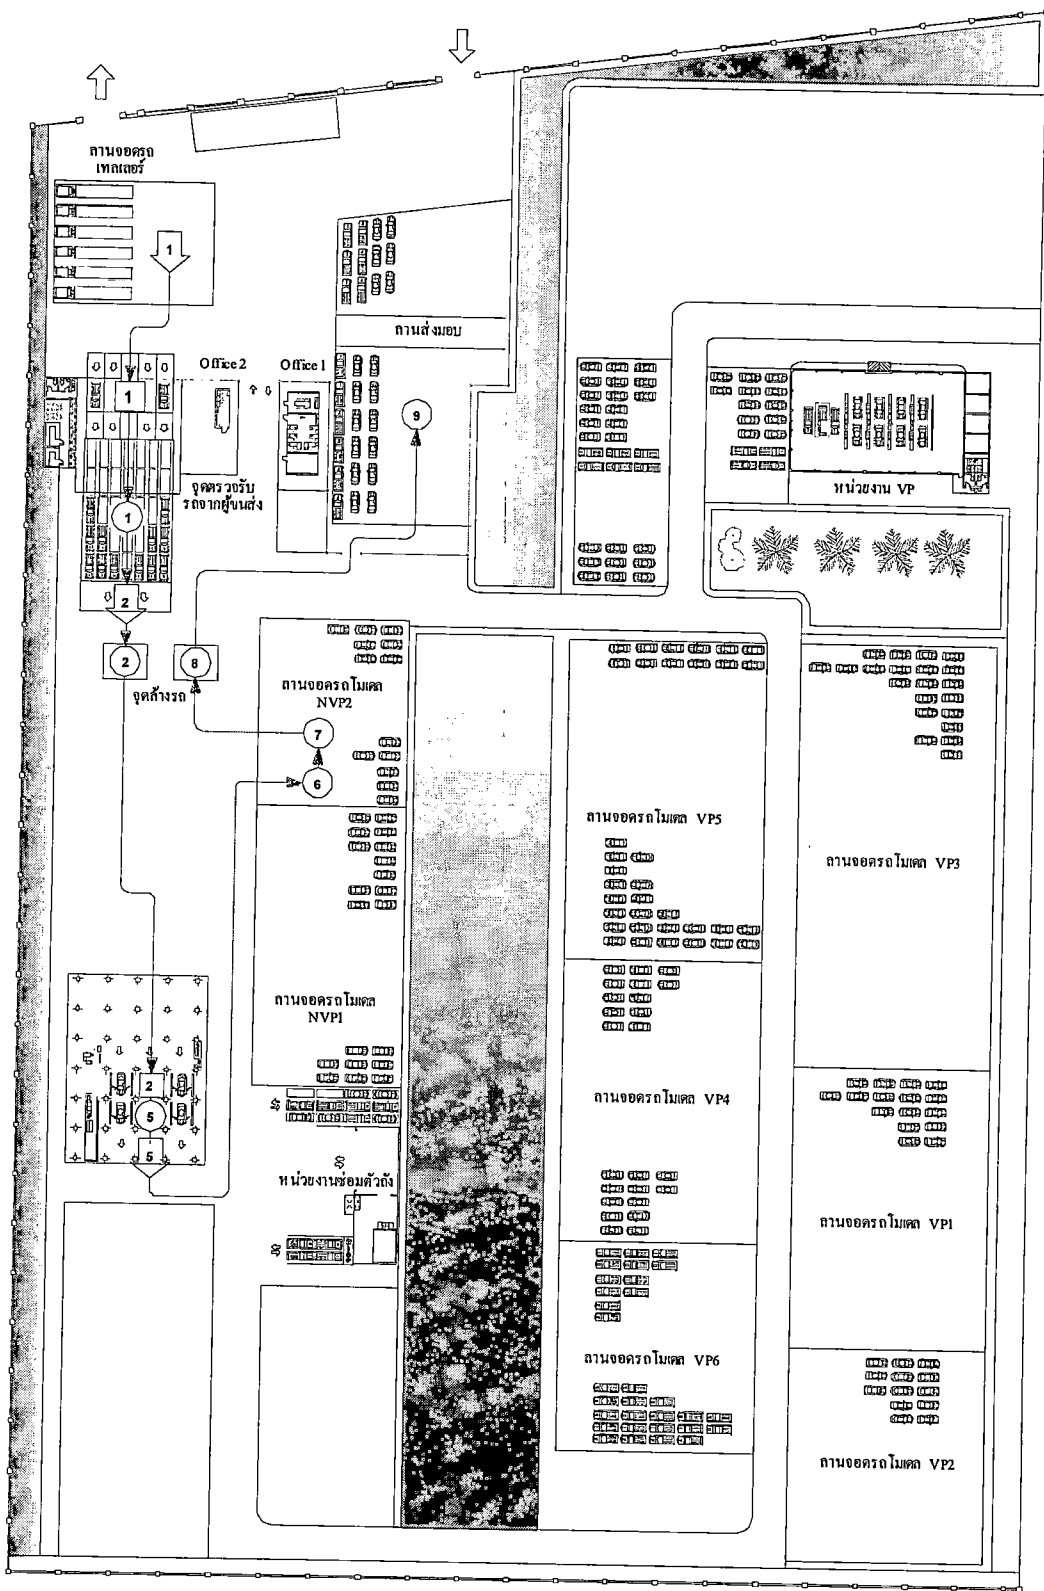 ลานจอดรถ
เทลเลอร์
1
ลานส่งมอบ
Office 2
Office 1
1
9
จุดตรวจรับ
รถจากผู้ขนส่ง
หน่วยงาน VP
1
2
2
8
จุดล้างรถ
ลานจอดรถโมเดล
NVP2
7
6
ลานจอดรถโมเดล VP5
ลานจอดรถโมเดล VP3
ลานจอดรถโมเดล
NVP1
2
5
5
ลานจอดรถโมเดล VP4
หน่วยงานซ่อมตัวถัง
ลานจอดรถโมเดล VP1
ลานจอดรถโมเดล VP6
ลานจอดรถโมเดล VP2